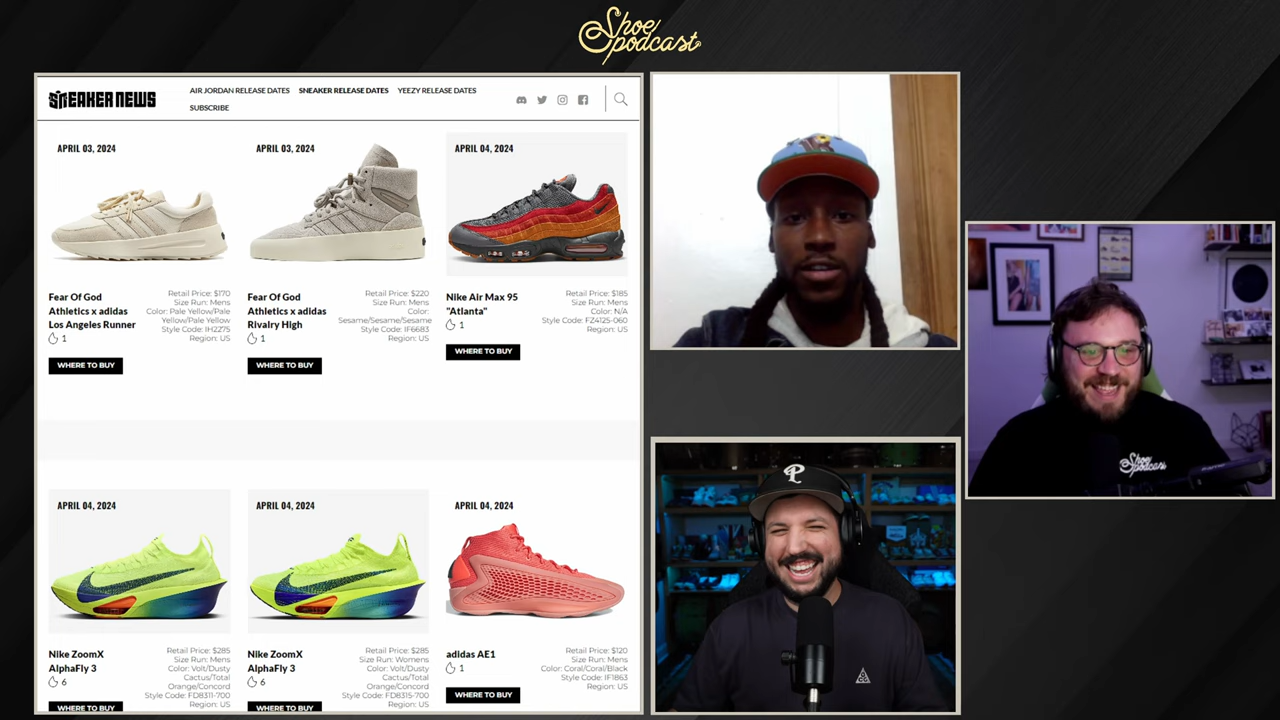 Shoe
podcast
SNEAKER NEWS
AIR JORDAN RELEASE DATES
SNEAKER RELEASE DATES
YEEZY RELEASE DATES
SUBSCRIBE
APRIL 03, 2024
Fear Of God
Athletics x adidas
Los Angeles Runner
1
Retail Price: $170
Size Run: Mens
Color: Pale Yellow/Pale
Yellow/Pale Yellow
Style Code: IH2275
Region: US
WHERE TO BUY
APRIL 03, 2024
Fear Of God
Athletics x adidas
Rivalry High
1
Retail Price: $220
Size Run: Mens
Color:
Sesame/Sesame/Sesame
Style Code: IF6683
Region: US
WHERE TO BUY
APRIL 04, 2024
Nike Air Max 95
"Atlanta"
1
Retail Price: $185
Size Run: Mens
Color: N/A
Style Code: FZ4125-060
Region: US
WHERE TO BUY
APRIL 04, 2024
Nike ZoomX
AlphaFly 3
6
Retail Price: $285
Size Run: Mens
Color: Volt/Dusty
Cactus/Total
Orange/Concord
Style Code: FD8311-700
Region: US
WHERE TO BUY
APRIL 04, 2024
Nike ZoomX
AlphaFly 3
6
Retail Price: $285
Size Run: Womens
Color: Volt/Dusty
Cactus/Total
Orange/Concord
Style Code: FD8315-700
Region: US
WHERE TO BUY
APRIL 04, 2024
adidas AE1
1
Retail Price: $120
Size Run: Mens
Color: Coral/Coral/Black
Style Code: IF1863
Region: US
WHERE TO BUY
Shoe
podcast
P